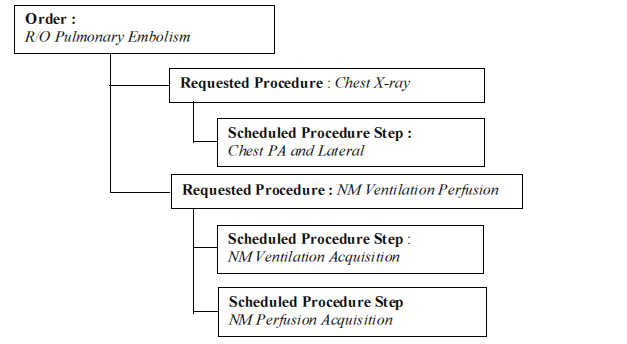 Order :
R/O Pulmonary Embolism
Requested Procedure : Chest X-ray
Scheduled Procedure Step :
Chest PA and Lateral
Requested Procedure : NM Ventilation Perfusion
Scheduled Procedure Step :
NM Ventilation Acquisition
Scheduled Procedure Step
NM Perfusion Acquisition